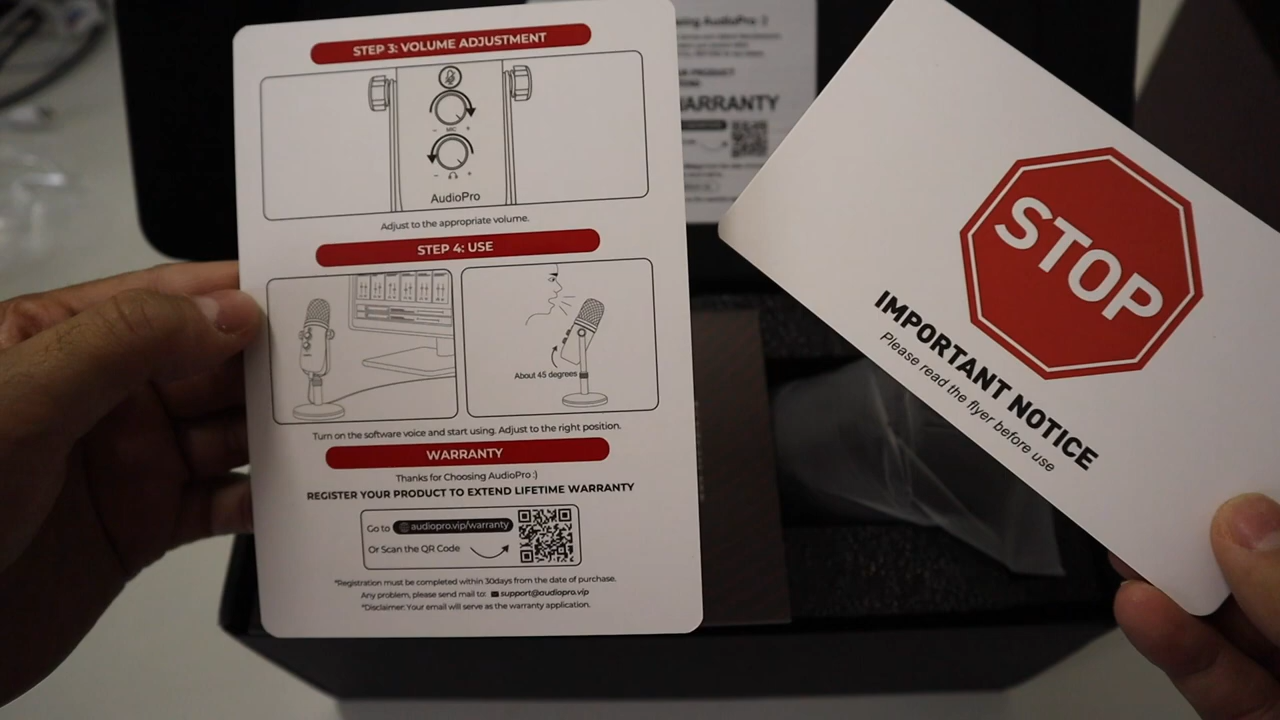 STEP 3: VOLUME ADJUSTMENT
- MIC +
- +
AudioPro
Adjust to the appropriate volume.
STEP 4: USE
About 45 degrees
Turn on the software voice and start using. Adjust to the right position.
WARRANTY
Thanks for Choosing AudioPro :)
REGISTER YOUR PRODUCT TO EXTEND LIFETIME WARRANTY
Go to audiopro.vip/warranty
Or Scan the QR Code
*Registration must be completed within 30days from the date of purchase.
Any problem, please send mail to: support@audiopro.vip
*Disclaimer: Your email will serve as the warranty application.
AudioPro :)
PRODUCT
ARRANTY
STOP
IMPORTANT NOTICE
Please read the flyer before use